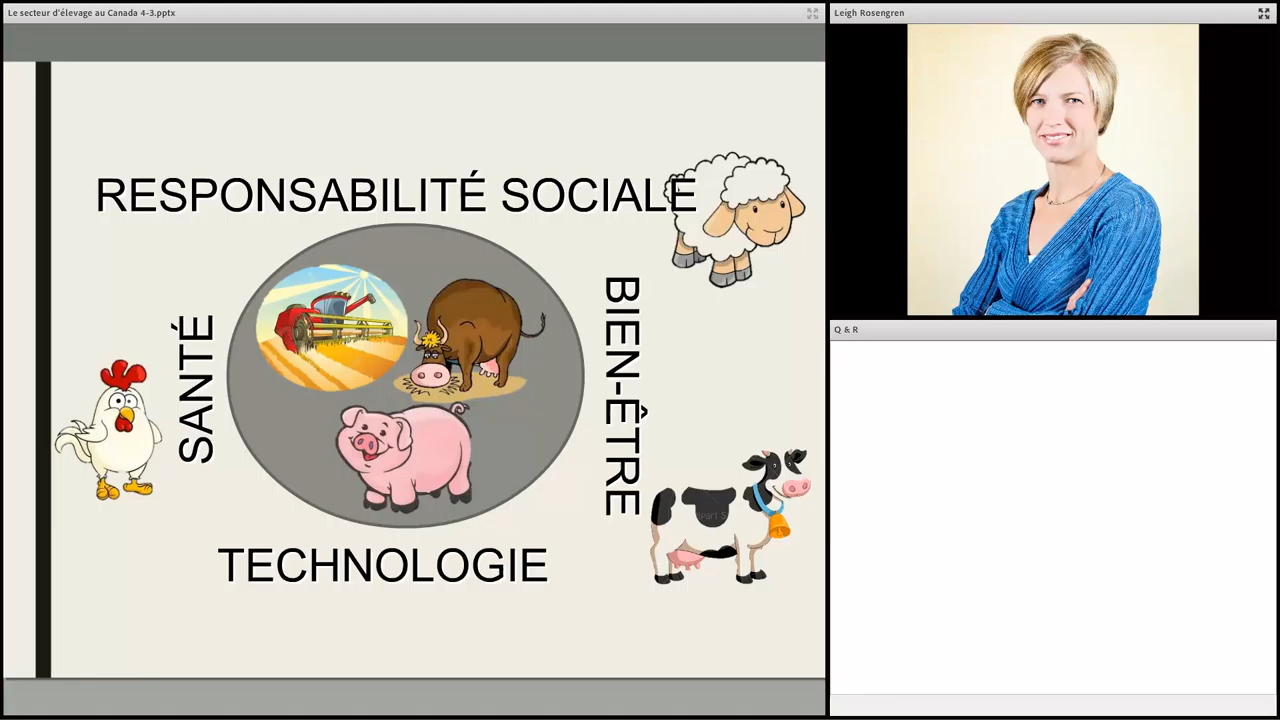 Le secteur d'élevage au Canada 4-3.pptx
Leigh Rosengren
RESPONSABILITÉ SOCIALE
SANTÉ
BIEN-ÊTRE
TECHNOLOGIE
Q & R